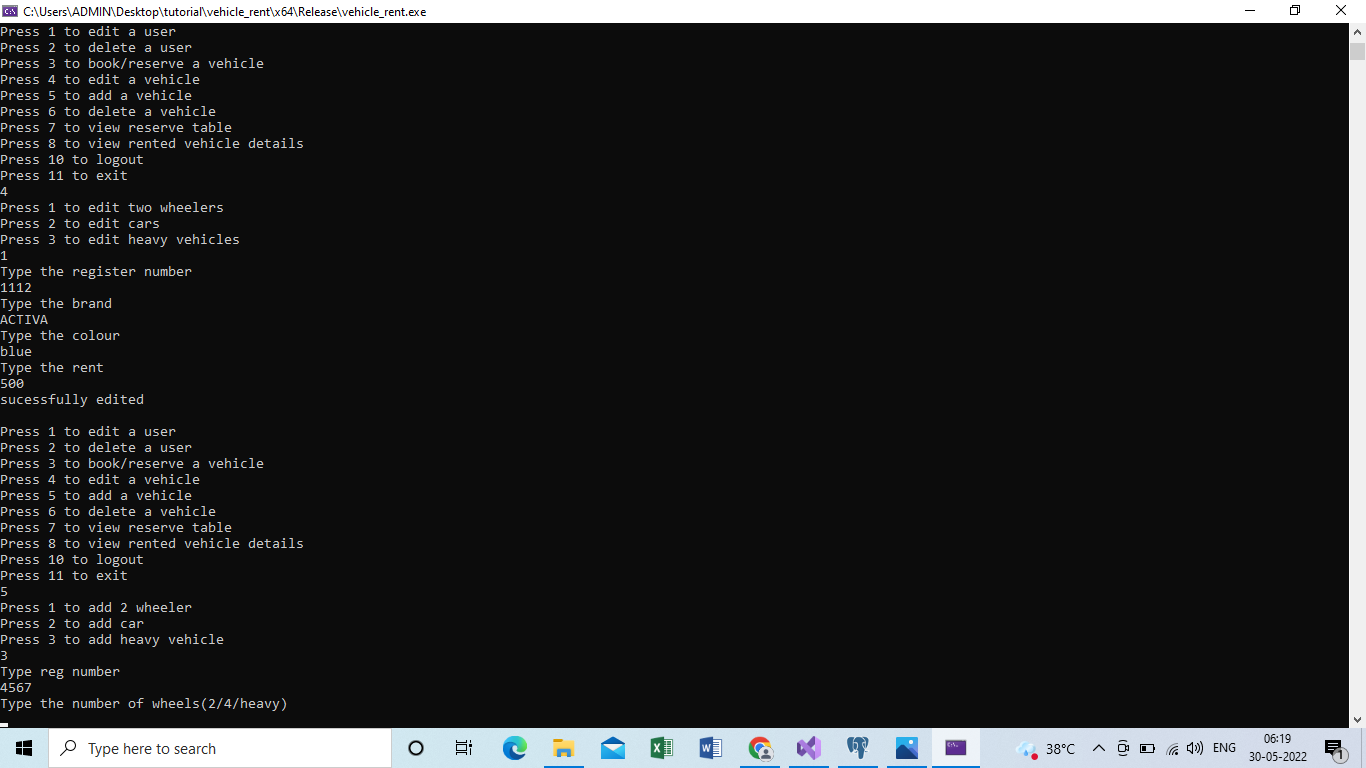 C:\Users\ADMIN\Desktop\tutorial\vehicle_rent\x64\Release\vehicle_rent.exe
Press 1 to edit a user
Press 2 to delete a user
Press 3 to book/reserve a vehicle
Press 4 to edit a vehicle
Press 5 to add a vehicle
Press 6 to delete a vehicle
Press 7 to view reserve table
Press 8 to view rented vehicle details
Press 10 to logout
Press 11 to exit
4
Press 1 to edit two wheelers
Press 2 to edit cars
Press 3 to edit heavy vehicles
1
Type the register number
1112
Type the brand
ACTIVA
Type the colour
blue
Type the rent
500
sucessfully edited
Press 1 to edit a user
Press 2 to delete a user
Press 3 to book/reserve a vehicle
Press 4 to edit a vehicle
Press 5 to add a vehicle
Press 6 to delete a vehicle
Press 7 to view reserve table
Press 8 to view rented vehicle details
Press 10 to logout
Press 11 to exit
5
Press 1 to add 2 wheeler
Press 2 to add car
Press 3 to add heavy vehicle
3
Type reg number
4567
Type the number of wheels(2/4/heavy)
Type here to search
38°C
ENG
06:19
30-05-2022
1